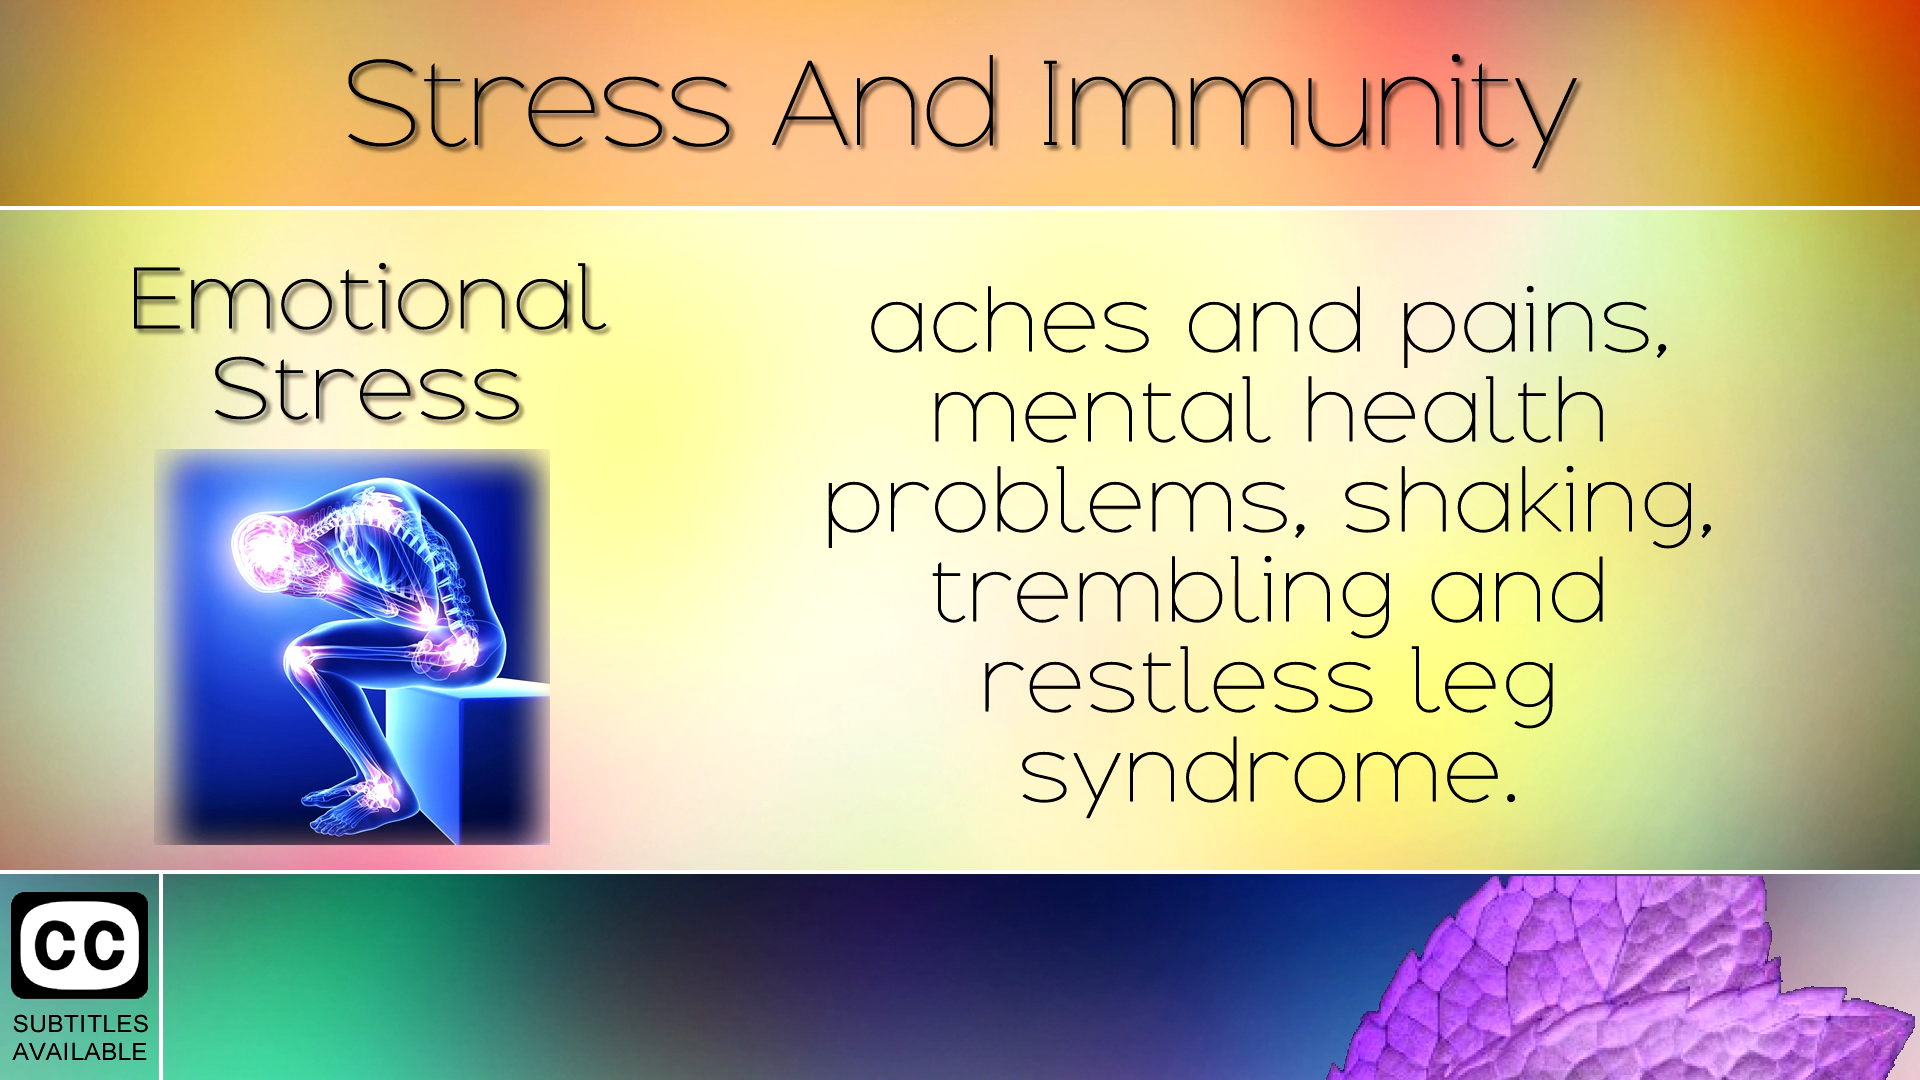 Stress And Immunity
Emotional
Stress
aches and pains,
mental health
problems, shaking,
trembling and
restless leg
syndrome.
CC
SUBTITLES
AVAILABLE